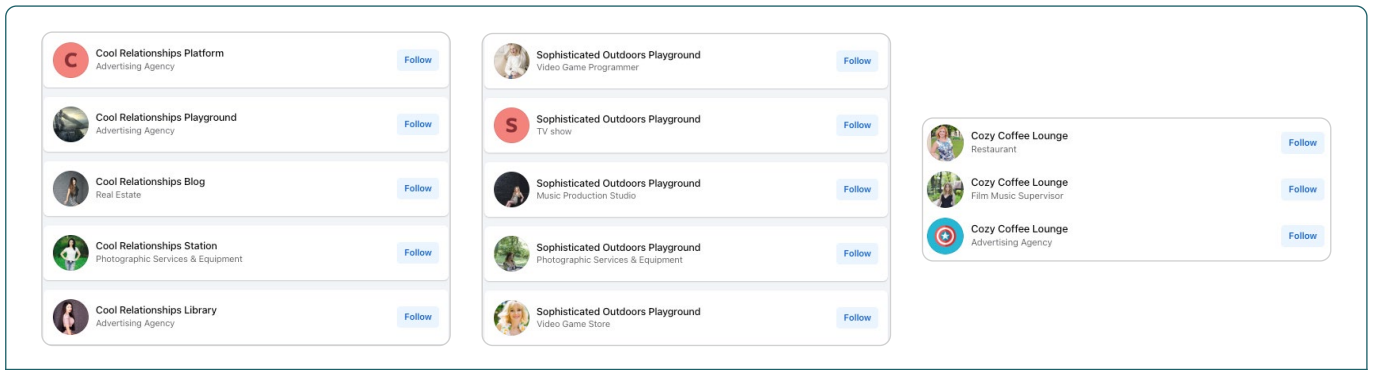 C
Cool Relationships Platform
Advertising Agency
Follow
Cool Relationships Playground
Advertising Agency
Follow
Cool Relationships Blog
Real Estate
Follow
Cool Relationships Station
Photographic Services & Equipment
Follow
Cool Relationships Library
Advertising Agency
Follow
Sophisticated Outdoors Playground
Video Game Programmer
Follow
S
Sophisticated Outdoors Playground
TV show
Follow
Sophisticated Outdoors Playground
Music Production Studio
Follow
Sophisticated Outdoors Playground
Photographic Services & Equipment
Follow
Sophisticated Outdoors Playground
Video Game Store
Follow
Cozy Coffee Lounge
Restaurant
Follow
Cozy Coffee Lounge
Film Music Supervisor
Follow
Cozy Coffee Lounge
Advertising Agency
Follow